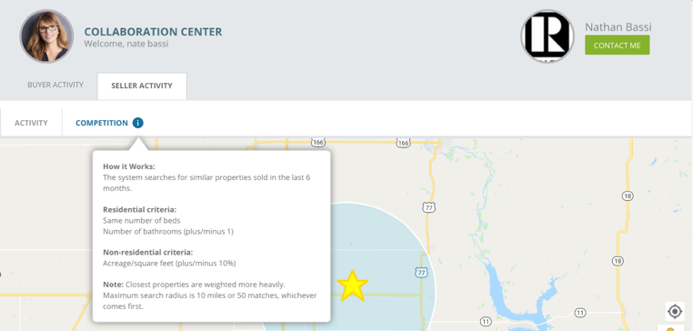 COLLABORATION CENTER
Welcome, nate bassi
R
Nathan Bassi
CONTACT ME
BUYER ACTIVITY
SELLER ACTIVITY
ACTIVITY
COMPETITION i
How it Works:
The system searches for similar properties sold in the last 6
months.
Residential criteria:
Same number of beds
Number of bathrooms (plus/minus 1)
Non-residential criteria:
Acreage/square feet (plus/minus 10%)
Note: Closest properties are weighted more heavily.
Maximum search radius is 10 miles or 50 matches, whichever
comes first.
166
166
77
18
77
18
11
11